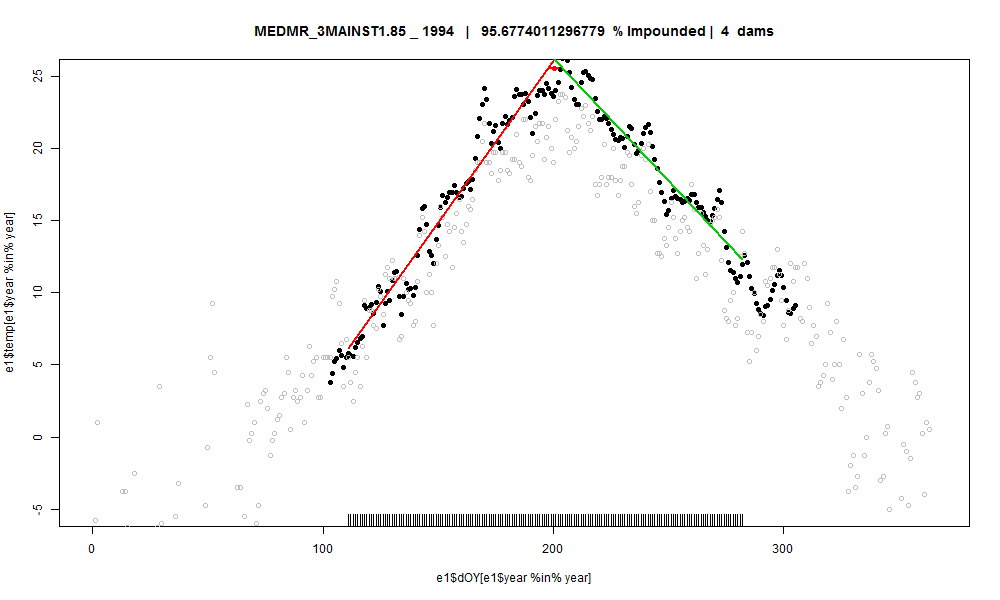 MEDMR_3MAINST1.85 _ 1994 | 95.6774011296779 % Impounded | 4 dams
e1$temp[e1$year %in% year]
25
20
15
10
5
0
-5
0 100 200 300
e1$dOY[e1$year %in% year]